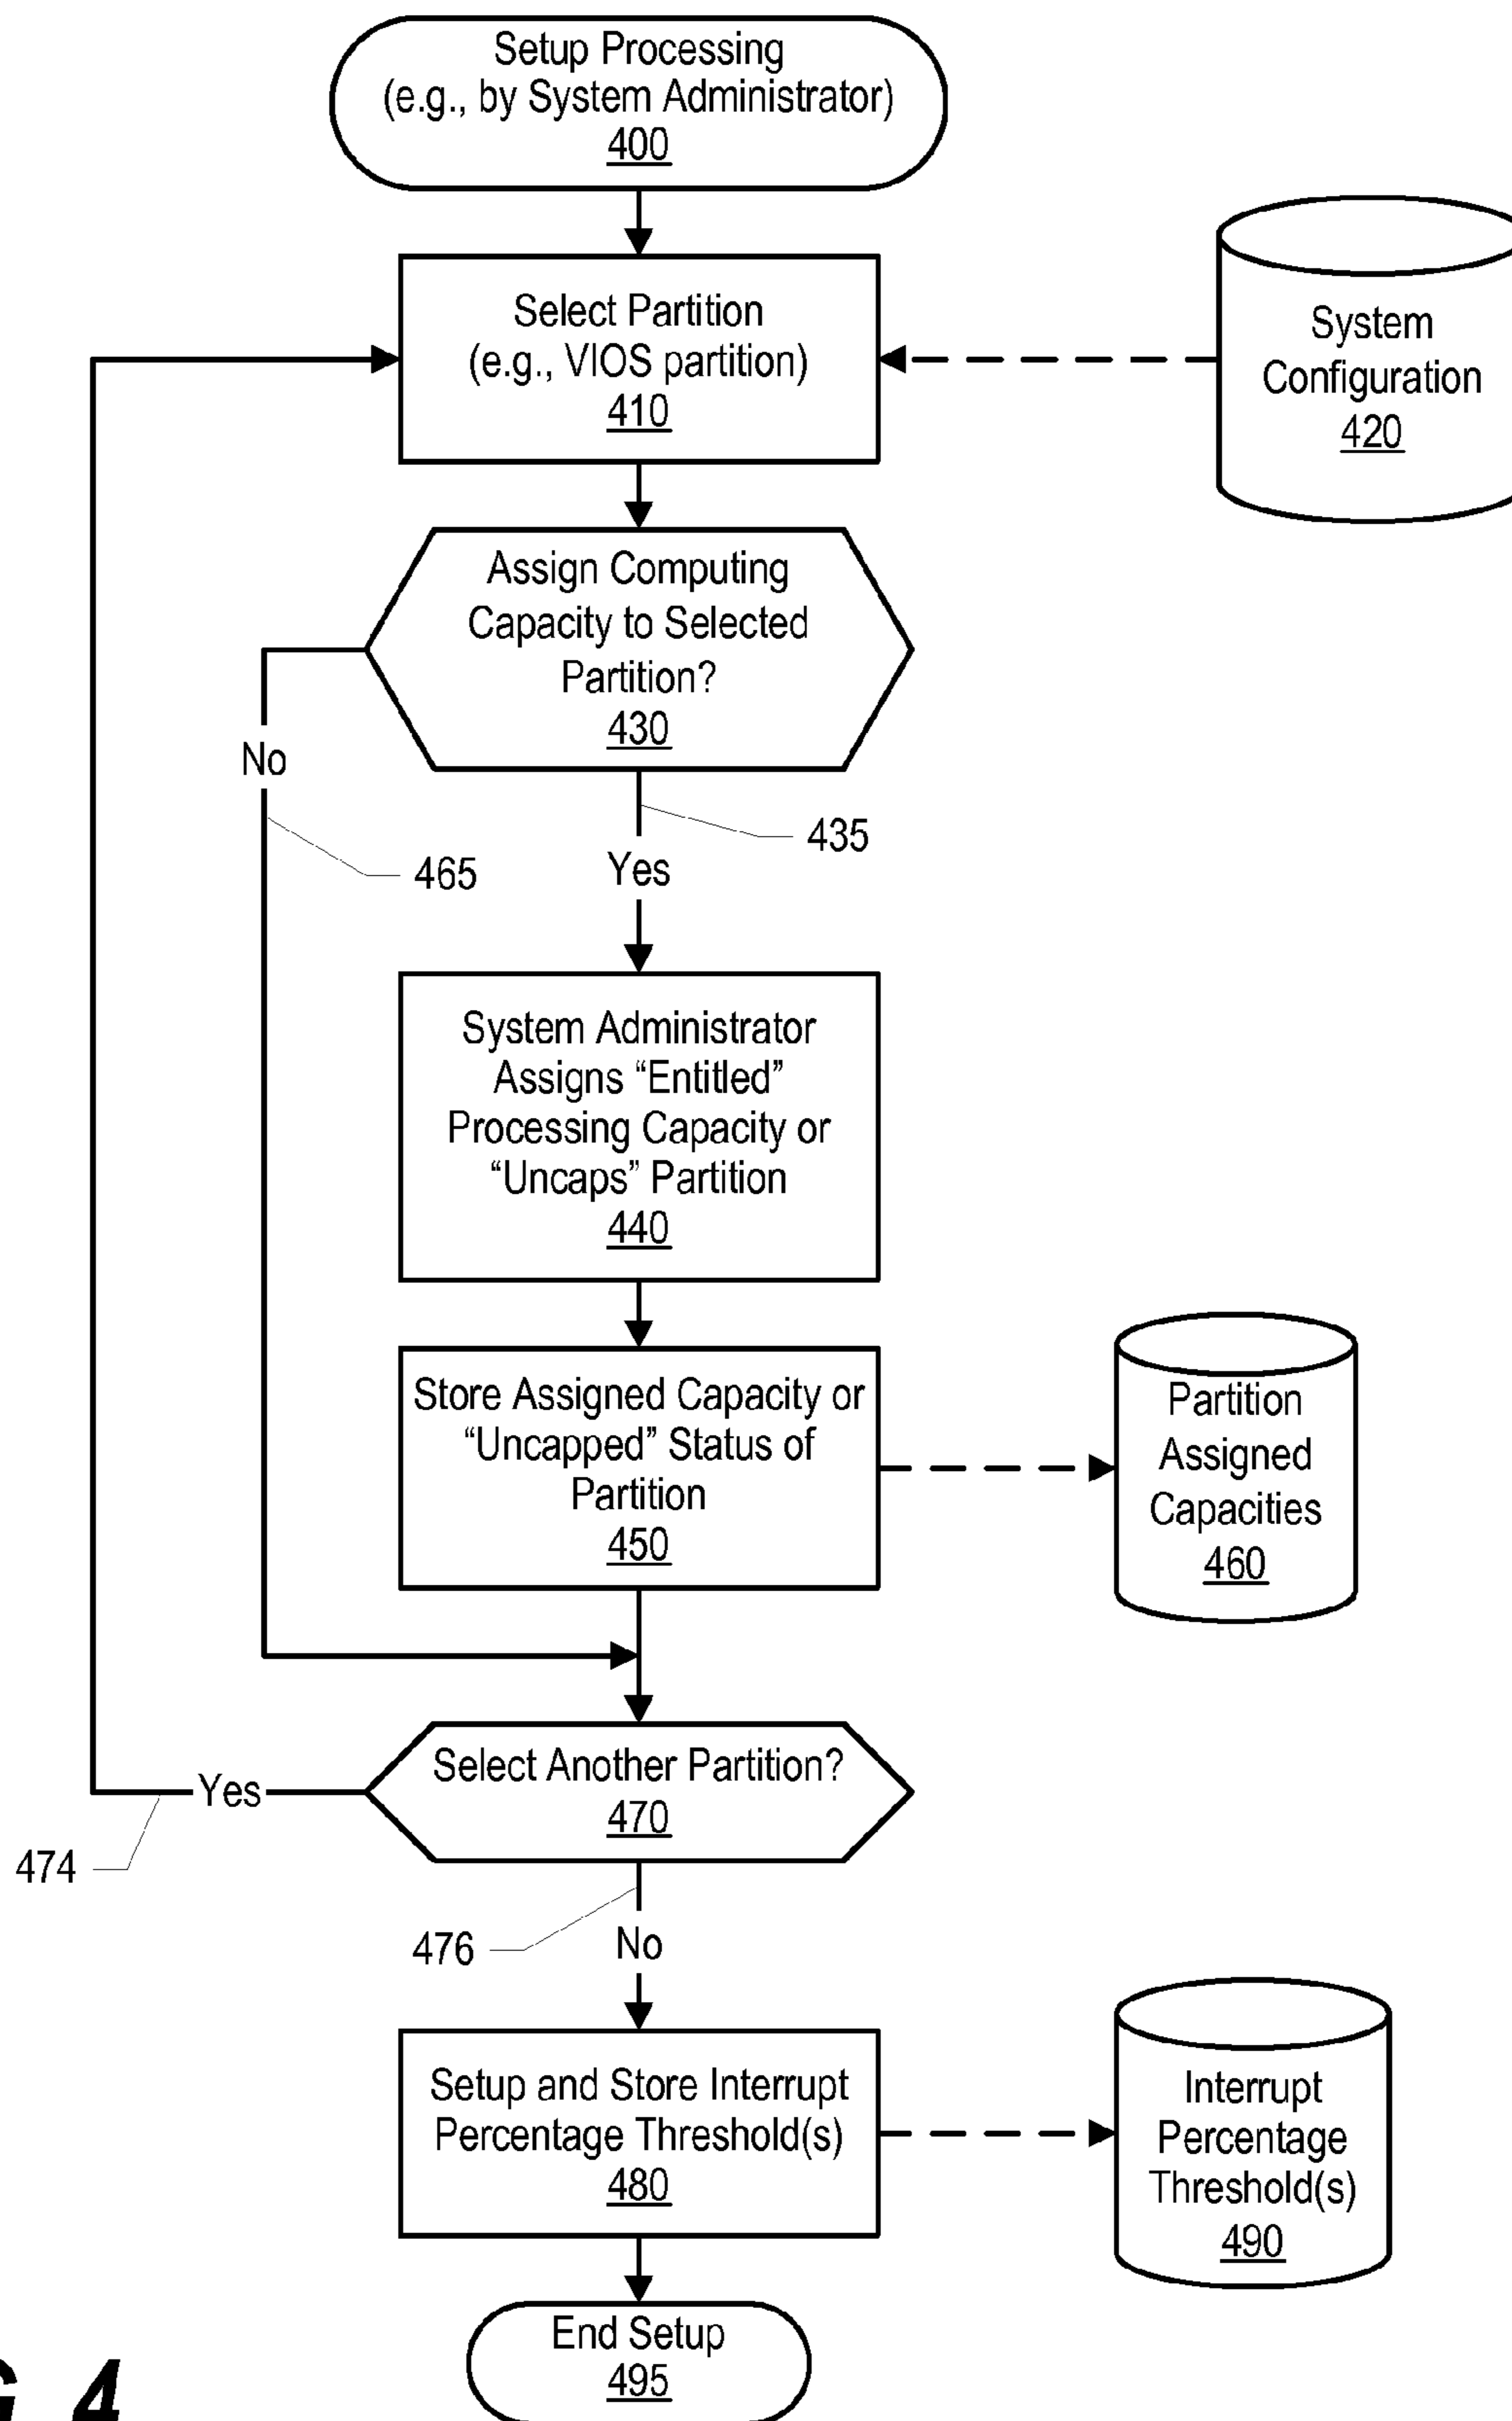 Setup Processing
(e.g., by System Administrator)
400
Select Partition
(e.g., VIOS partition)
410
System
Configuration
420
Assign Computing
Capacity to Selected
Partition?
430
No
435
465
Yes
System Administrator
Assigns “Entitled”
Processing Capacity or
“Uncaps” Partition
440
Store Assigned Capacity or
“Uncapped” Status of
Partition
450
Partition
Assigned
Capacities
460
Select Another Partition?
470
Yes
474
476
No
Setup and Store Interrupt
Percentage Threshold(s)
480
Interrupt
Percentage
Threshold(s)
490
End Setup
495
4